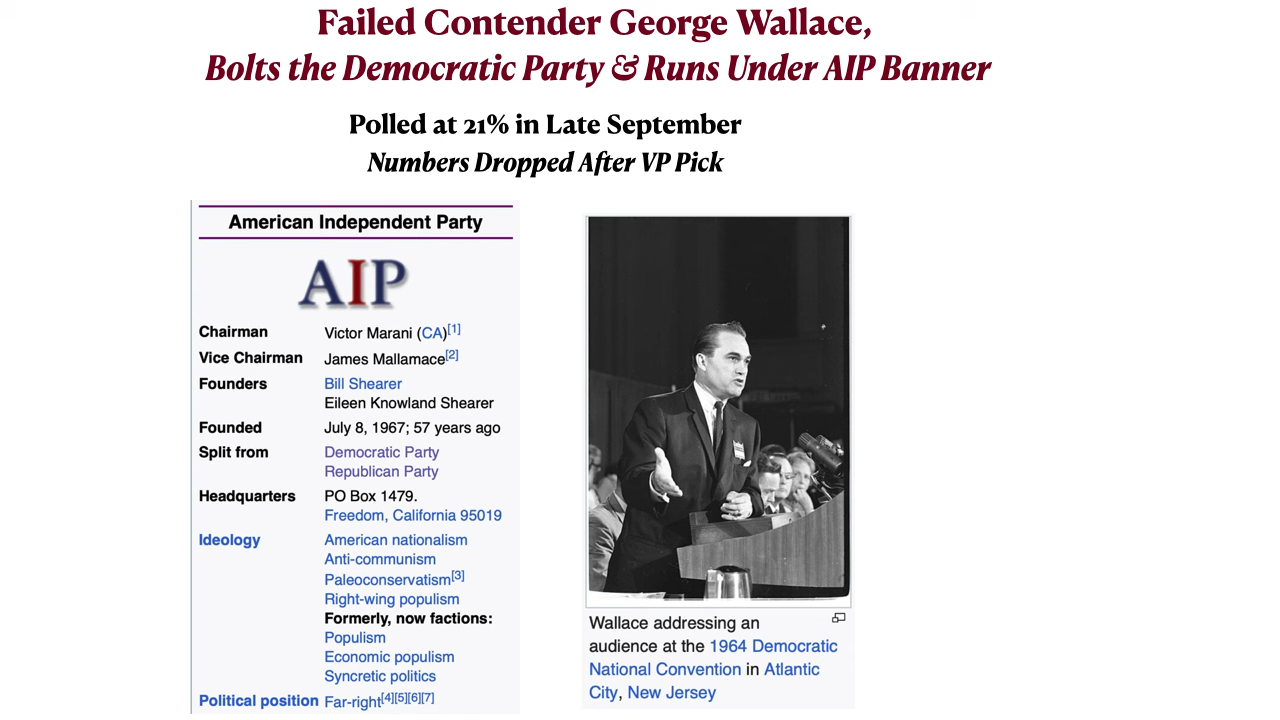 Failed Contender George Wallace,
Bolts the Democratic Party & Runs Under AIP Banner
Polled at 21% in Late September
Numbers Dropped After VP Pick
American Independent Party
AIP
Chairman Victor Marani (CA)[1]
Vice Chairman James Mallamace[2]
Founders Bill Shearer
Eileen Knowland Shearer
Founded July 8, 1967; 57 years ago
Split from Democratic Party
Republican Party
Headquarters PO Box 1479.
Freedom, California 95019
Ideology American nationalism
Anti-communism
Paleoconservatism[3]
Right-wing populism
Formerly, now factions:
Populism
Economic populism
Syncretic politics
Political position Far-right[4][5][6][7]
Wallace addressing an
audience at the 1964 Democratic
National Convention in Atlantic
City, New Jersey